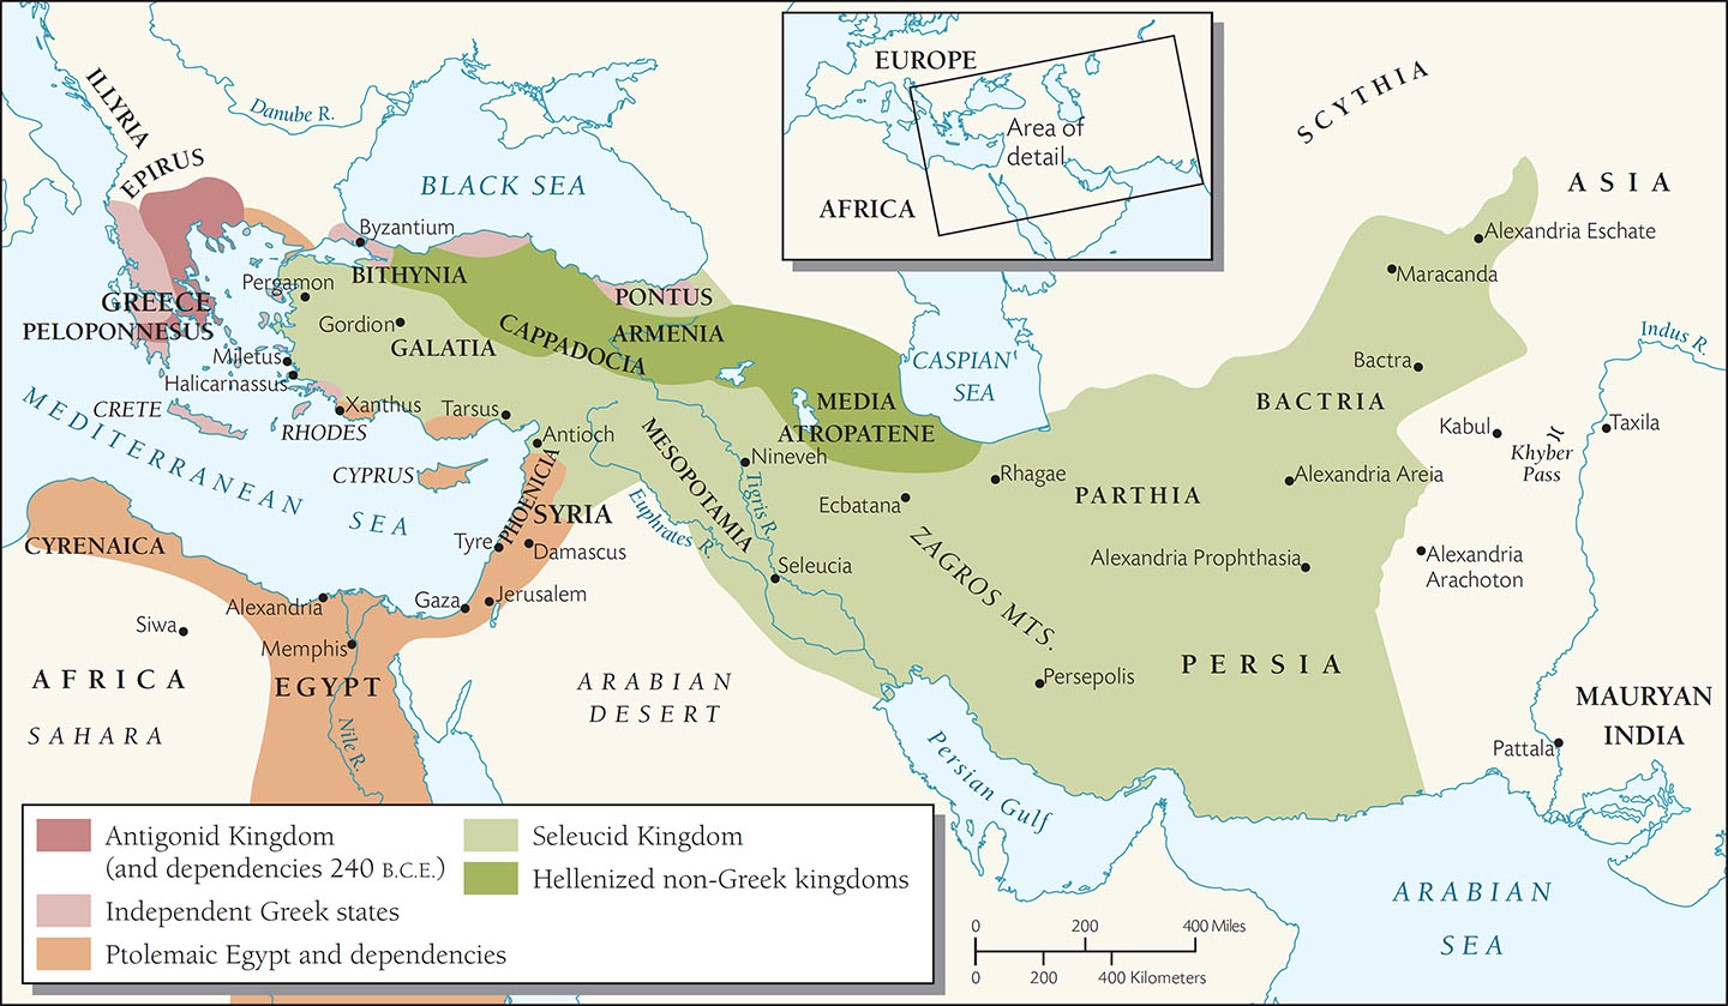 EUROPE
Area of
detail
AFRICA
SCYTHIA
ASIA
ILLYRIA
Danube R.
EPIRUS
BLACK SEA
Byzantium
BITHYNIA
Pergamon
GREECE
PELOPONNESUS
Gordion
GALATIA
CAPPADOCIA
PONTUS
ARMENIA
CASPIAN
SEA
MEDIA
ATROPATENE
Miletus
Halicarnassus
CRETE
RHODES
Xanthus
Tarsus
Antioch
CYPRUS
MEDITERRANEAN
SEA
PHOENICIA
SYRIA
Tyre
Damascus
Gaza
Jerusalem
MESOPOTAMIA
Nineveh
Tigris R.
Euphrates R.
Seleucia
Ecbatana
Rhagae
ZAGROS MTS.
PARTHIA
Alexandria Eschate
Maracanda
Bactra
BACTRIA
Alexandria Areia
Alexandria Prophthasia
Kabul
Khyber
Pass
Taxila
Indus R.
Alexandria
Arachoton
PERSIA
Persepolis
MAURYAN
INDIA
Pattala
CYRENAICA
Alexandria
Siwa
Memphis
AFRICA
EGYPT
SAHARA
Nile R.
ARABIAN
DESERT
Persian Gulf
ARABIAN
SEA
Antigonid Kingdom
(and dependencies 240 B.C.E.)
Independent Greek states
Ptolemaic Egypt and dependencies
Seleucid Kingdom
Hellenized non-Greek kingdoms
0 200 400 Miles
0 200 400 Kilometers